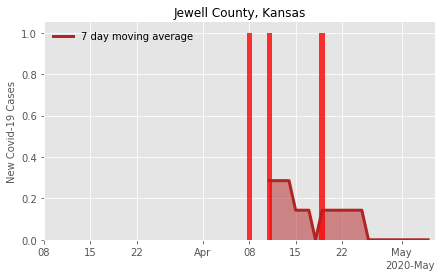 Jewell County, Kansas
7 day moving average
New Covid-19 Cases
1.0
0.8
0.6
0.4
0.2
0.0
08 15 22 Apr 08 15 22 May
2020-May